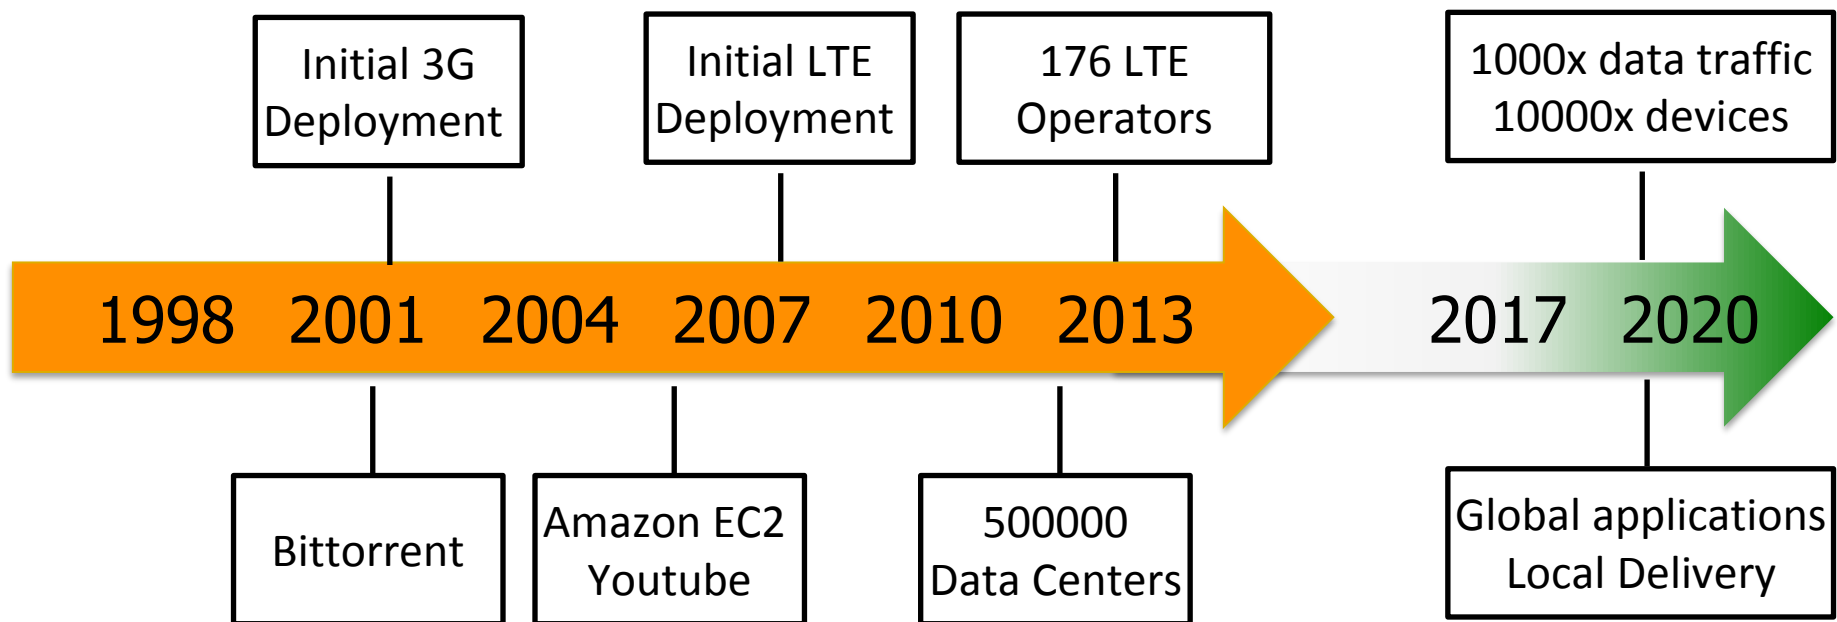 Initial 3G
Deployment
Initial LTE
Deployment
176 LTE
Operators
1000x data traffic
10000x devices
1998 2001 2004 2007 2010 2013 2017 2020
Bittorrent
Amazon EC2
Youtube
500000
Data Centers
Global applications
Local Delivery